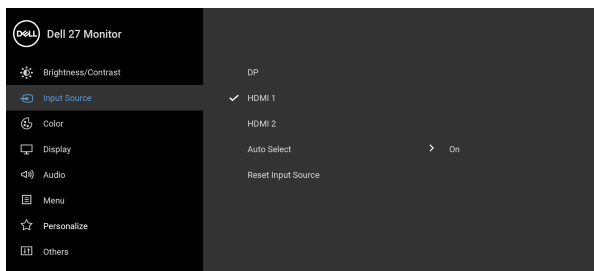 DELL Dell 27 Monitor
Brightness/Contrast DP
Input Source HDMI 1
Color HDMI 2
Display Auto Select On
Audio Reset Input Source
Menu
Personalize
Others